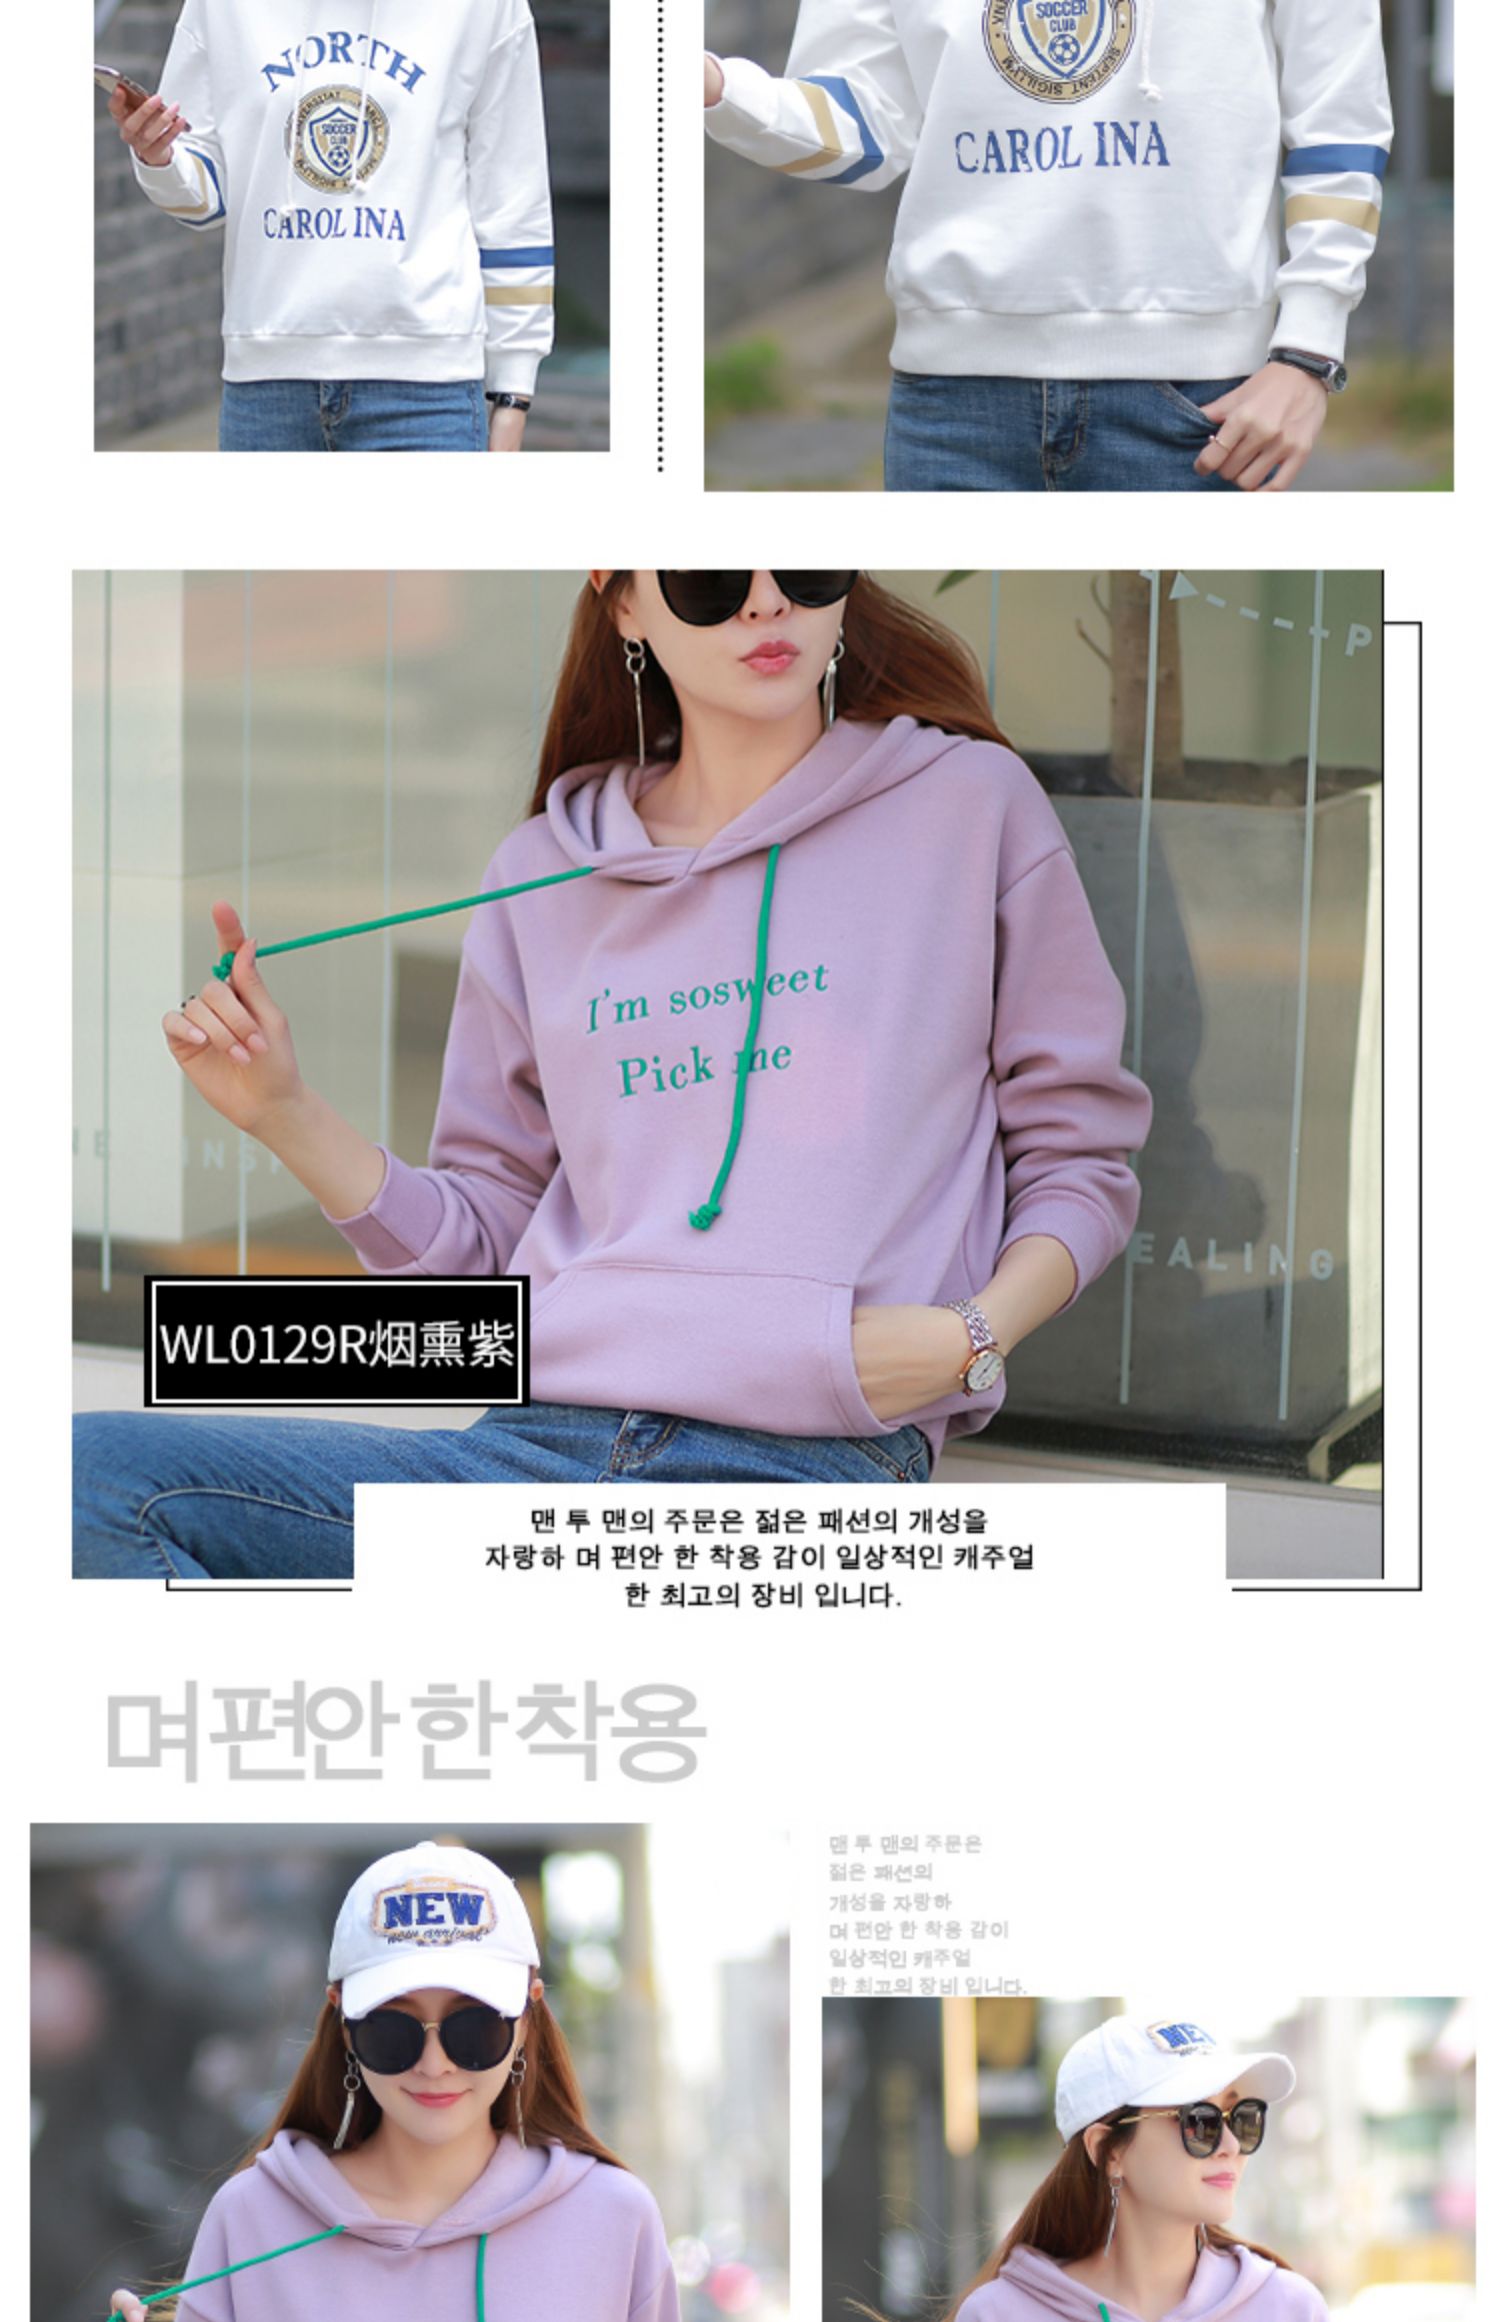 NORTH
SOCCER
CLUB
CAROL INA
SOCCER
CLUB
SEPTENT SIGILLYM
CAROL INA
P
I'm sosweet
Pick me
EALING
WL0129R烟熏紫
맨 투 맨의 주문은 젊은 패션의 개성을
자랑하 며 편안 한 착용 감이 일상적인 캐주얼
한 최고의 장비 입니다.
며 편안 한 착용
맨 투 맨의 주문은
젊은 패션의
개성을 자랑하
며 편안 한 착용 감이
일상적인 캐주얼
한 최고의 장비 입니다.
NEW
new arrival
NEW